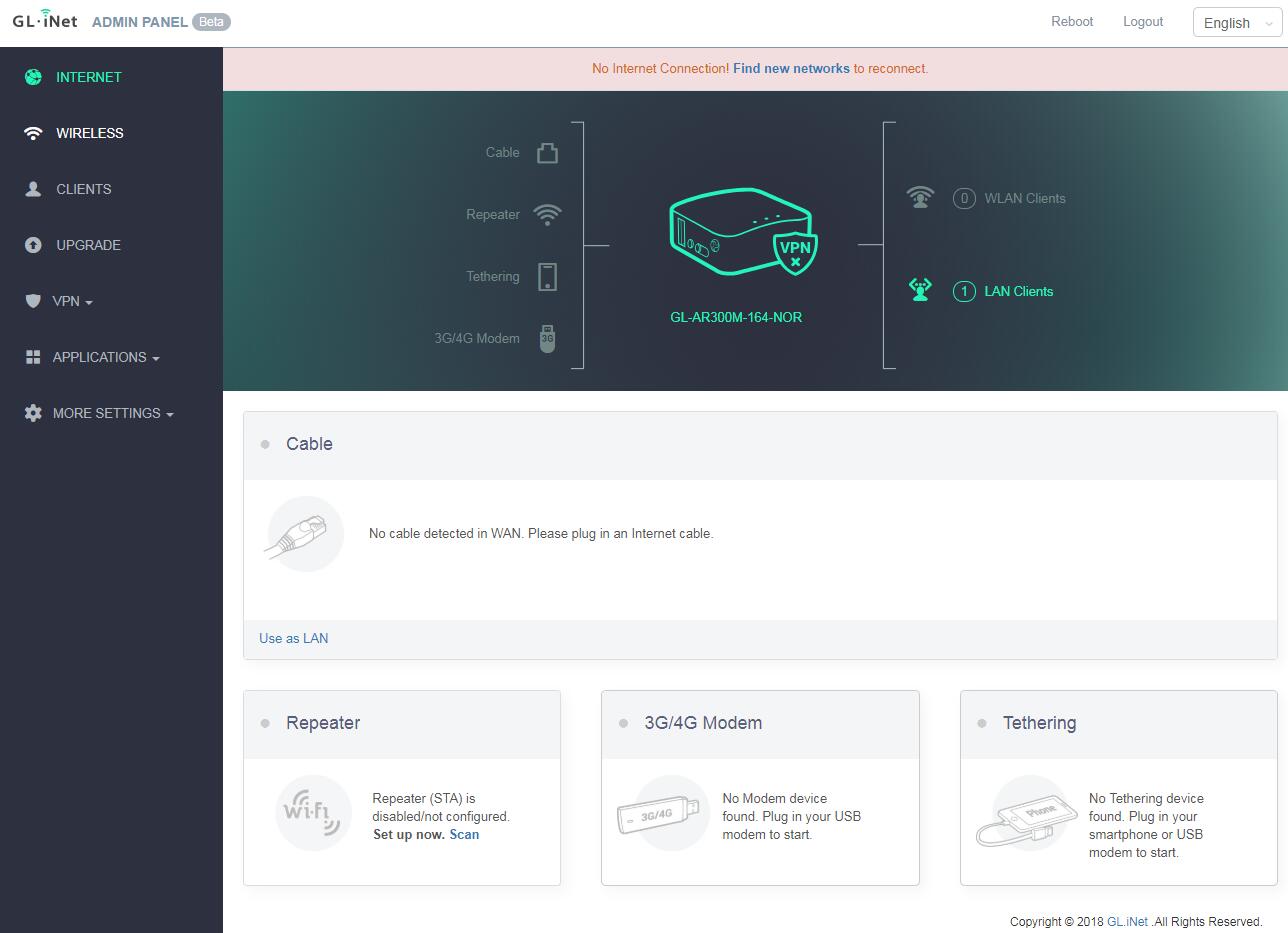 GL·iNet ADMIN PANEL Beta
Reboot
Logout
English
INTERNET
WIRELESS
CLIENTS
UPGRADE
VPN
APPLICATIONS
MORE SETTINGS
No Internet Connection! Find new networks to reconnect.
Cable
Repeater
Tethering
3G/4G Modem
3G
VPN
GL-AR300M-164-NOR
0 WLAN Clients
1 LAN Clients
Cable
No cable detected in WAN. Please plug in an Internet cable.
Use as LAN
Repeater
Wi-Fi
Repeater (STA) is
disabled/not configured.
Set up now. Scan
3G/4G Modem
3G/4G
No Modem device
found. Plug in your USB
modem to start.
Tethering
Phone
No Tethering device
found. Plug in your
smartphone or USB
modem to start.
Copyright © 2018 GL.iNet .All Rights Reserved.